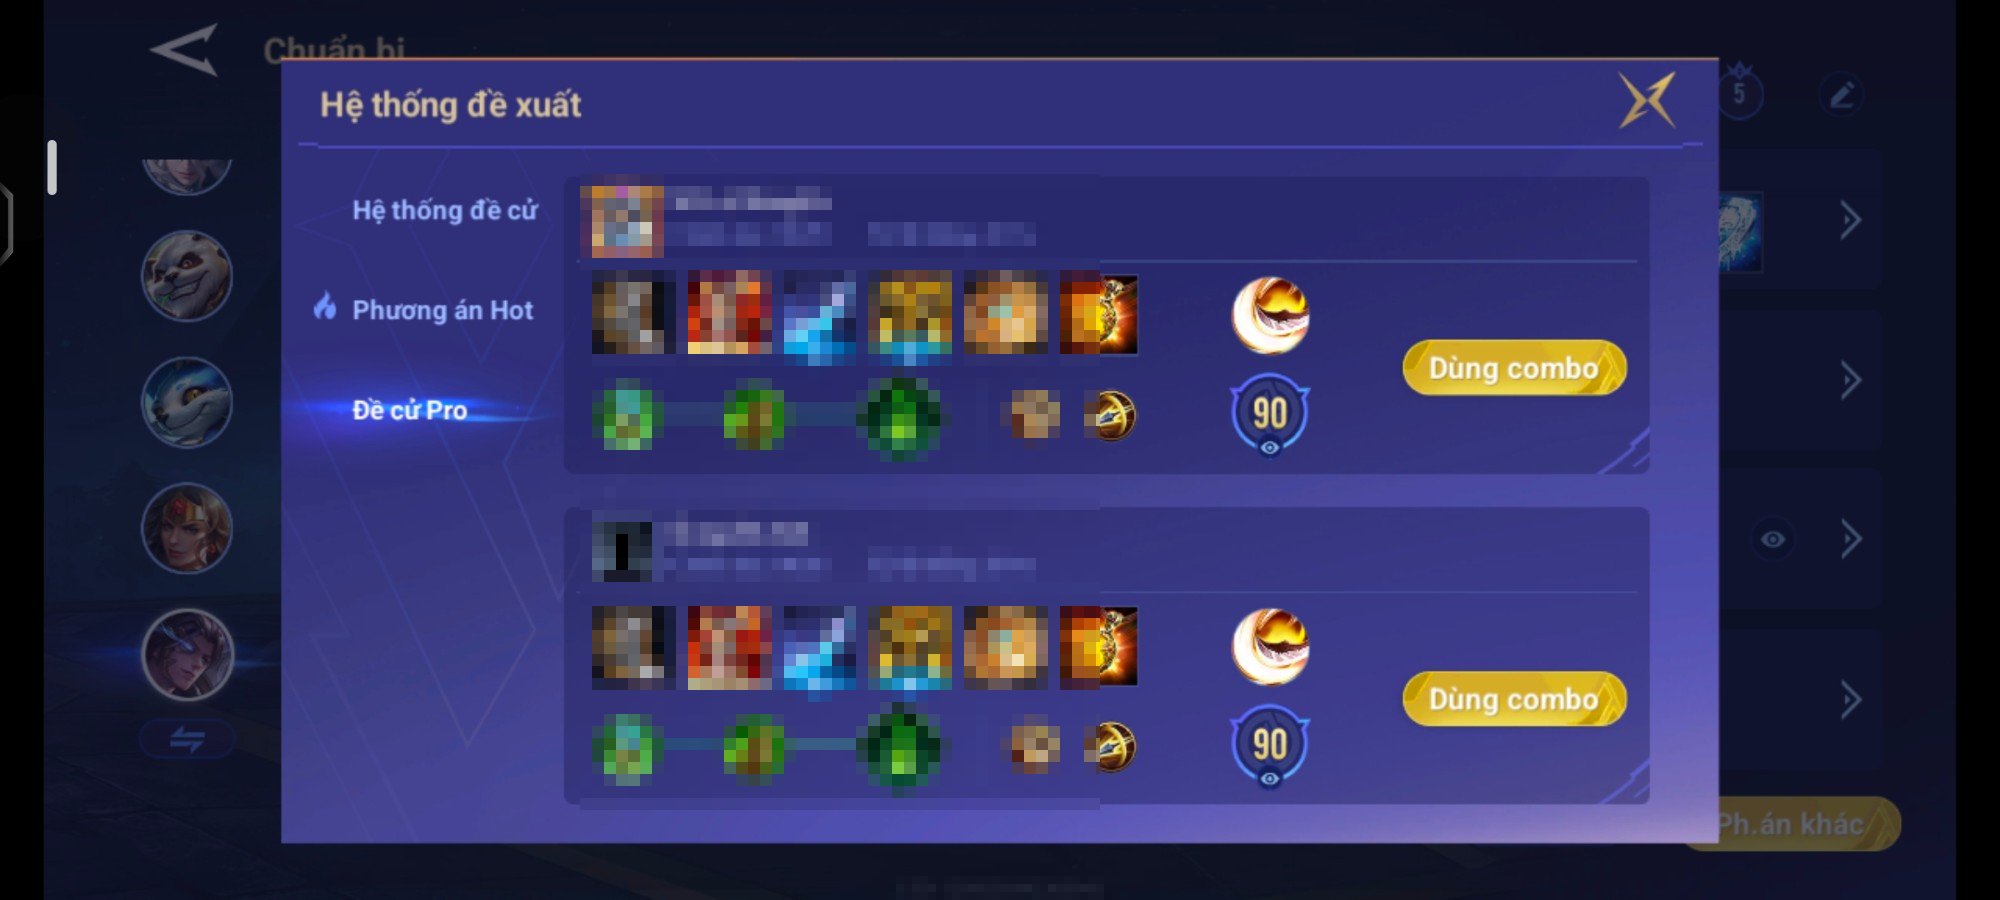 Chuẩn bị
Hệ thống đề xuất
5
Hệ thống đề cử
Phương án Hot
Đề cử Pro
Dùng combo
90
Dùng combo
90
Ph.án khác